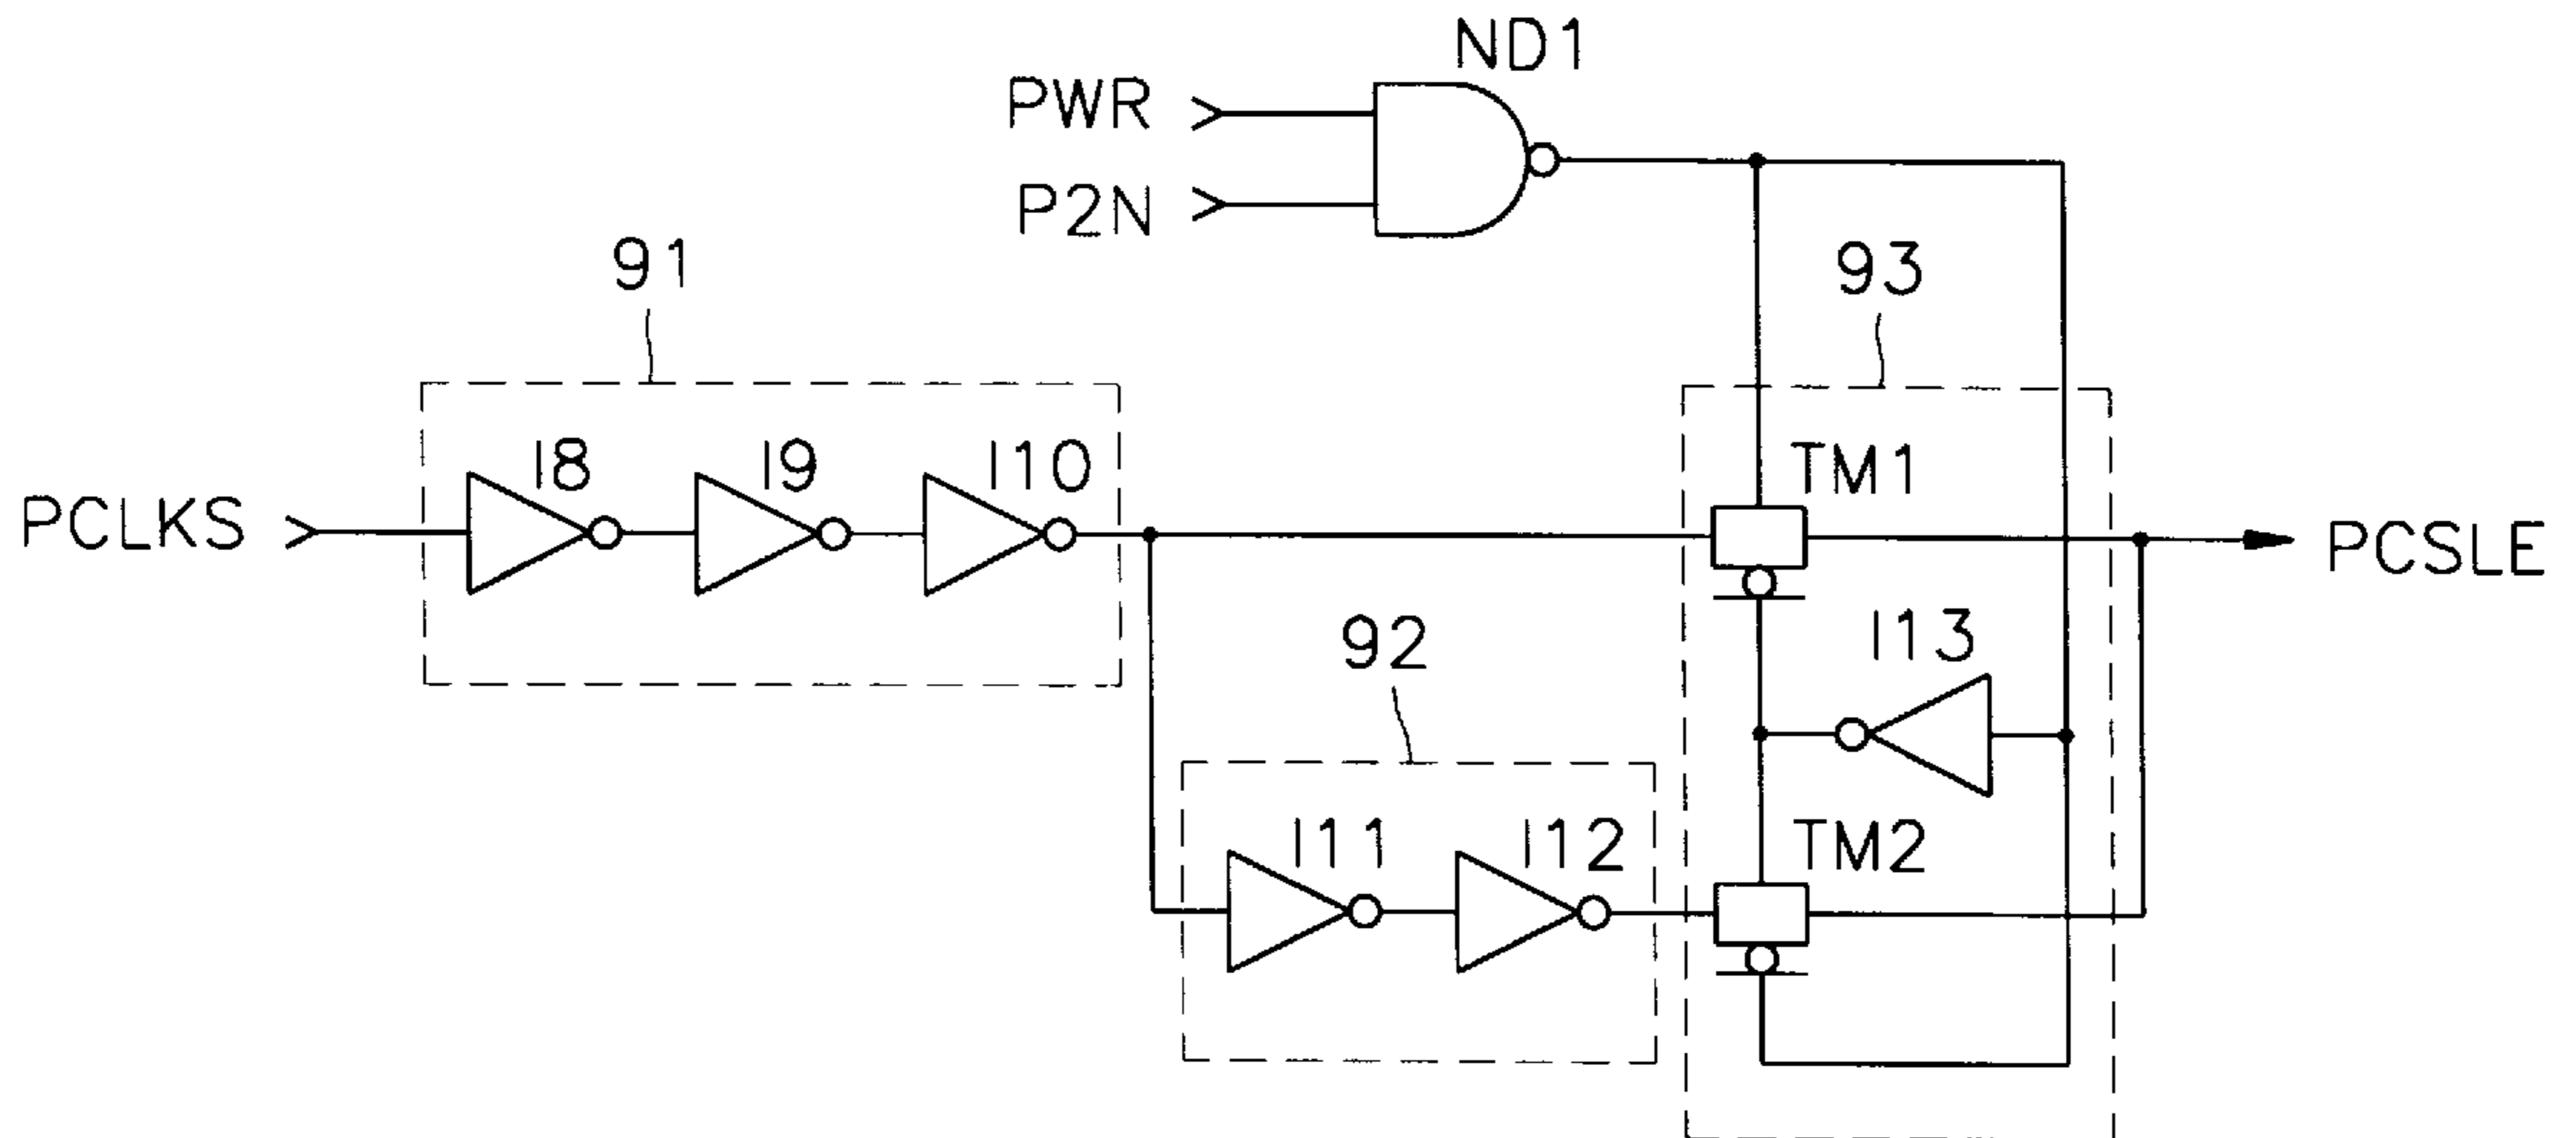 ND1
PWR
P2N
91
93
I8
I9
I10
TM1
PCLKS
PCSLE
92
I13
I11
I12
TM2